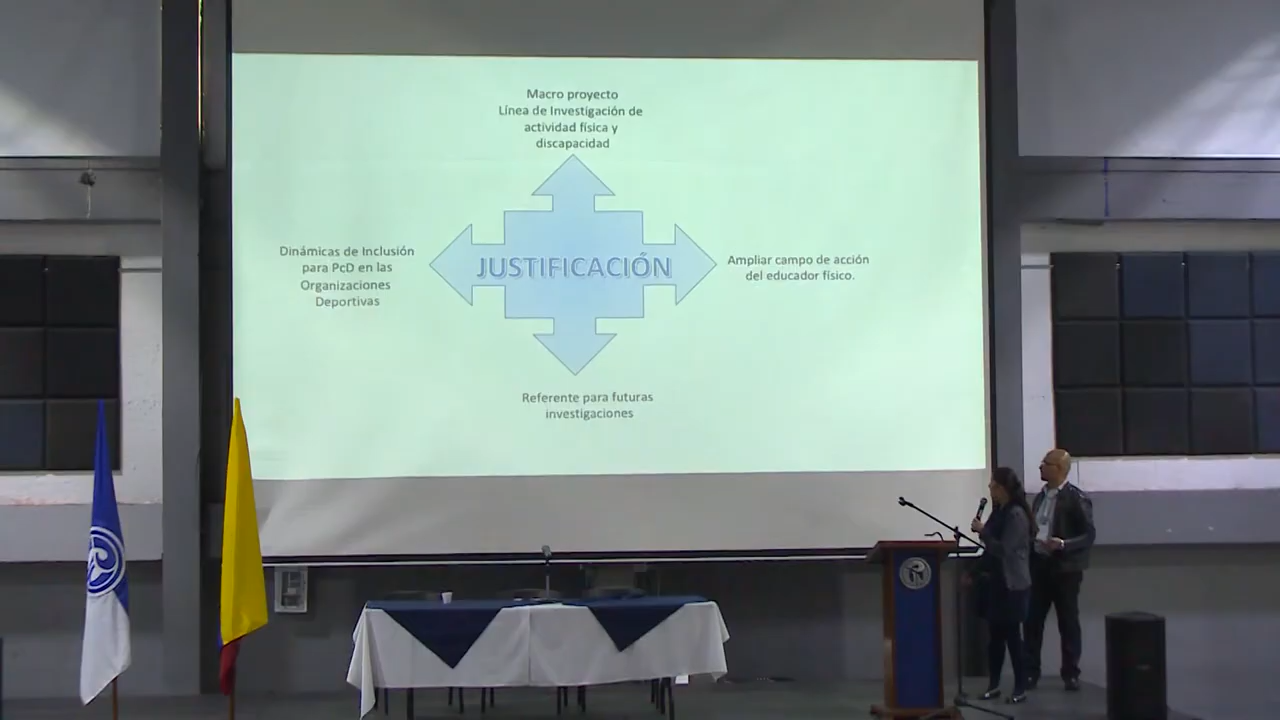 Macro proyecto
Línea de Investigación de
actividad física y
discapacidad
Dinámicas de Inclusión
para PcD en las
Organizaciones
Deportivas
JUSTIFICACIÓN
Ampliar campo de acción
del educador físico.
Referente para futuras
investigaciones